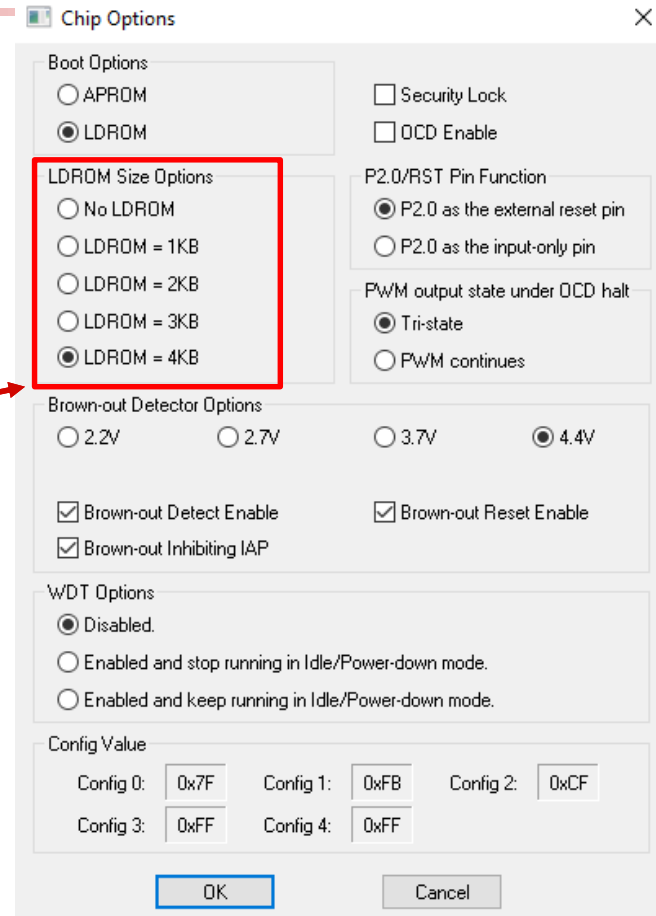 Chip Options
Boot Options
APROM
LDROM
Security Lock
OCD Enable
LDROM Size Options
No LDROM
LDROM = 1KB
LDROM = 2KB
LDROM = 3KB
LDROM = 4KB
P2.0/RST Pin Function
P2.0 as the external reset pin
P2.0 as the input-only pin
PWM output state under OCD halt
Tri-state
PWM continues
Brown-out Detector Options
2.2V 2.7V 3.7V 4.4V
Brown-out Detect Enable Brown-out Reset Enable
Brown-out Inhibiting IAP
WDT Options
Disabled.
Enabled and stop running in Idle/Power-down mode.
Enabled and keep running in Idle/Power-down mode.
Config Value
Config 0: 0x7F Config 1: 0xFB Config 2: 0xCF
Config 3: 0xFF Config 4: 0xFF
OK Cancel